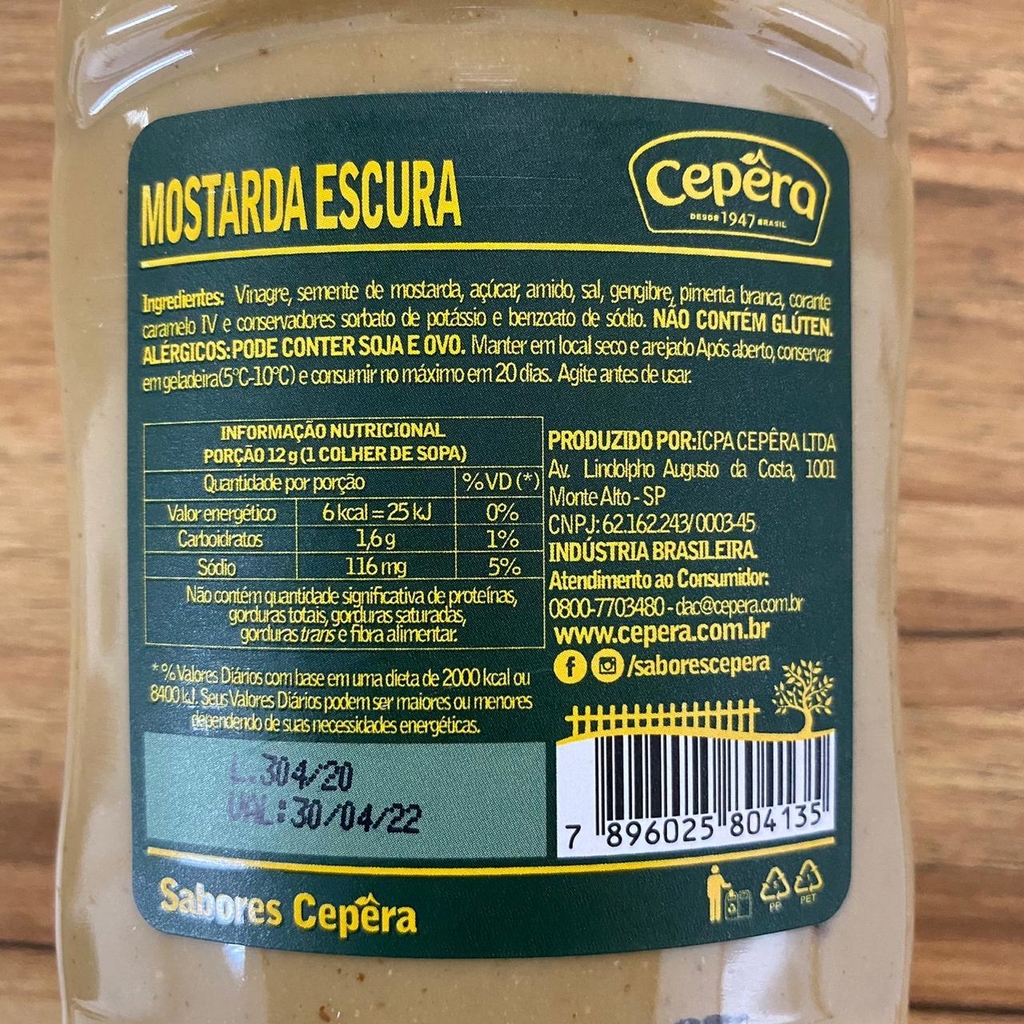 MOSTARDA ESCURA
Cepêra
DESDE 1947 BRASIL
Ingredientes: Vinagre, semente de mostarda, açúcar, amido, sal, gengibre, pimenta branca, corante
caramelo IV e conservadores sorbato de potássio e benzoato de sódio. NÃO CONTÉM GLÚTEN.
ALÉRGICOS: PODE CONTER SOJA E OVO. Manter em local seco e arejado Após aberto, conservar
em geladeira (5°C-10°C) e consumir no máximo em 20 dias. Agite antes de usar.
INFORMAÇÃO NUTRICIONAL
PORÇÃO 12 g (1 COLHER DE SOPA)
Quantidade por porção %VD (*)
Valor energético 6 kcal = 25 kJ 0%
Carboidratos 1,6 g 1%
Sódio 116 mg 5%
Não contém quantidade significativa de proteínas,
gorduras totais, gorduras saturadas,
gorduras trans e fibra alimentar.
* % Valores Diários com base em uma dieta de 2000 kcal ou
8400 kJ. Seus Valores Diários podem ser maiores ou menores
dependendo de suas necessidades energéticas.
PRODUZIDO POR: ICPA CEPÊRA LTDA
Av. Lindolpho Augusto da Costa, 1001
Monte Alto - SP
CNPJ: 62.162.243/0003-45
INDÚSTRIA BRASILEIRA.
Atendimento ao Consumidor:
0800-7703480 - dac@cepera.com.br
www.cepera.com.br
/saborescepera
L.304/20
VAL:30/04/22
7 896025 804135
Sabores Cepêra
1 1
PP PET